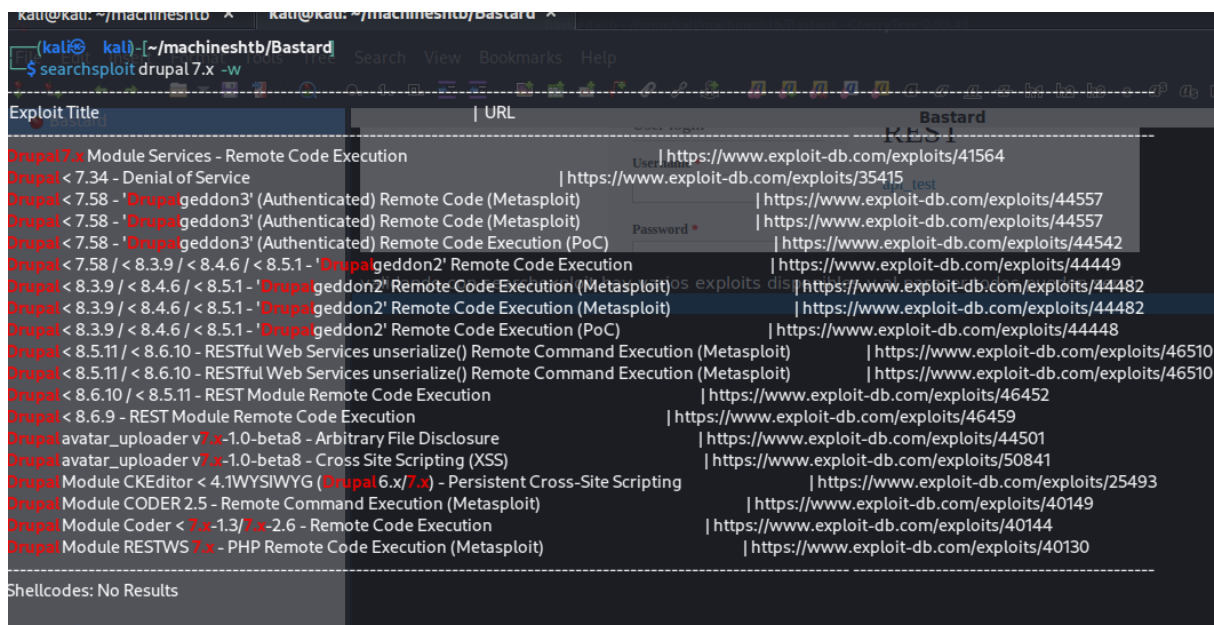 kali@kali: ~/machineshtb × kali@kali: ~/machineshtb/Bastard ×
(kali㉿ kali)-[~/machineshtb/Bastard]
File Edit Insert Format Tools Tree Search View Bookmarks Help
$ searchsploit drupal 7.x -w
Exploit Title | URL
Bastard Bastard
User login REST
Drupal 7.x Module Services - Remote Code Execution | https://www.exploit-db.com/exploits/41564
Username
Drupal < 7.34 - Denial of Service | https://www.exploit-db.com/exploits/35415
api_test
Drupal < 7.58 - 'Drupalgeddon3' (Authenticated) Remote Code (Metasploit) | https://www.exploit-db.com/exploits/44557
Drupal < 7.58 - 'Drupalgeddon3' (Authenticated) Remote Code (Metasploit) | https://www.exploit-db.com/exploits/44557
Password *
Drupal < 7.58 - 'Drupalgeddon3' (Authenticated) Remote Code Execution (PoC) | https://www.exploit-db.com/exploits/44542
Drupal < 7.58 / < 8.3.9 / < 8.4.6 / < 8.5.1 - 'Drupalgeddon2' Remote Code Execution | https://www.exploit-db.com/exploits/44449
Drupal < 8.3.9 / < 8.4.6 / < 8.5.1 - 'Drupalgeddon2' Remote Code Execution (Metasploit) | https://www.exploit-db.com/exploits/44482
Drupal < 8.3.9 / < 8.4.6 / < 8.5.1 - 'Drupalgeddon2' Remote Code Execution (Metasploit) | https://www.exploit-db.com/exploits/44482
Drupal < 8.3.9 / < 8.4.6 / < 8.5.1 - 'Drupalgeddon2' Remote Code Execution (PoC) | https://www.exploit-db.com/exploits/44448
Drupal < 8.5.11 / < 8.6.10 - RESTful Web Services unserialize() Remote Command Execution (Metasploit) | https://www.exploit-db.com/exploits/46510
Drupal < 8.5.11 / < 8.6.10 - RESTful Web Services unserialize() Remote Command Execution (Metasploit) | https://www.exploit-db.com/exploits/46510
Drupal < 8.6.10 / < 8.5.11 - REST Module Remote Code Execution | https://www.exploit-db.com/exploits/46452
Drupal < 8.6.9 - REST Module Remote Code Execution | https://www.exploit-db.com/exploits/46459
Drupal avatar_uploader v7.x-1.0-beta8 - Arbitrary File Disclosure | https://www.exploit-db.com/exploits/44501
Drupal avatar_uploader v7.x-1.0-beta8 - Cross Site Scripting (XSS) | https://www.exploit-db.com/exploits/50841
Drupal Module CKEditor < 4.1WYSIWYG (Drupal 6.x/7.x) - Persistent Cross-Site Scripting | https://www.exploit-db.com/exploits/25493
Drupal Module CODER 2.5 - Remote Command Execution (Metasploit) | https://www.exploit-db.com/exploits/40149
Drupal Module Coder < 7.x-1.3/7.x-2.6 - Remote Code Execution | https://www.exploit-db.com/exploits/40144
Drupal Module RESTWS 7.x - PHP Remote Code Execution (Metasploit) | https://www.exploit-db.com/exploits/40130
Shellcodes: No Results